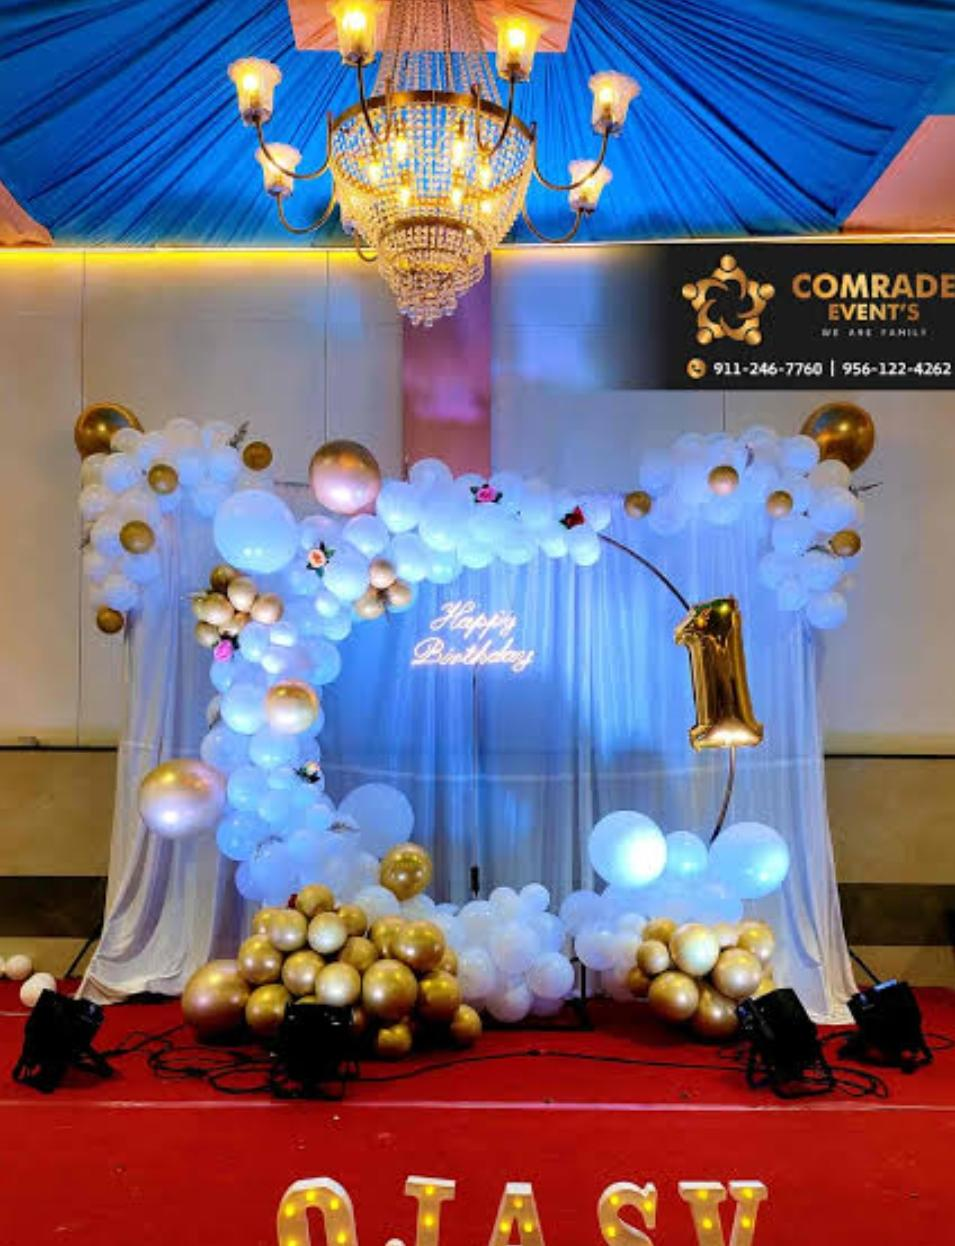 COMRADE
EVENT'S
WE ARE FAMILY
911-246-7760 | 956-122-4262
Happy
Birthday
1
OJASV